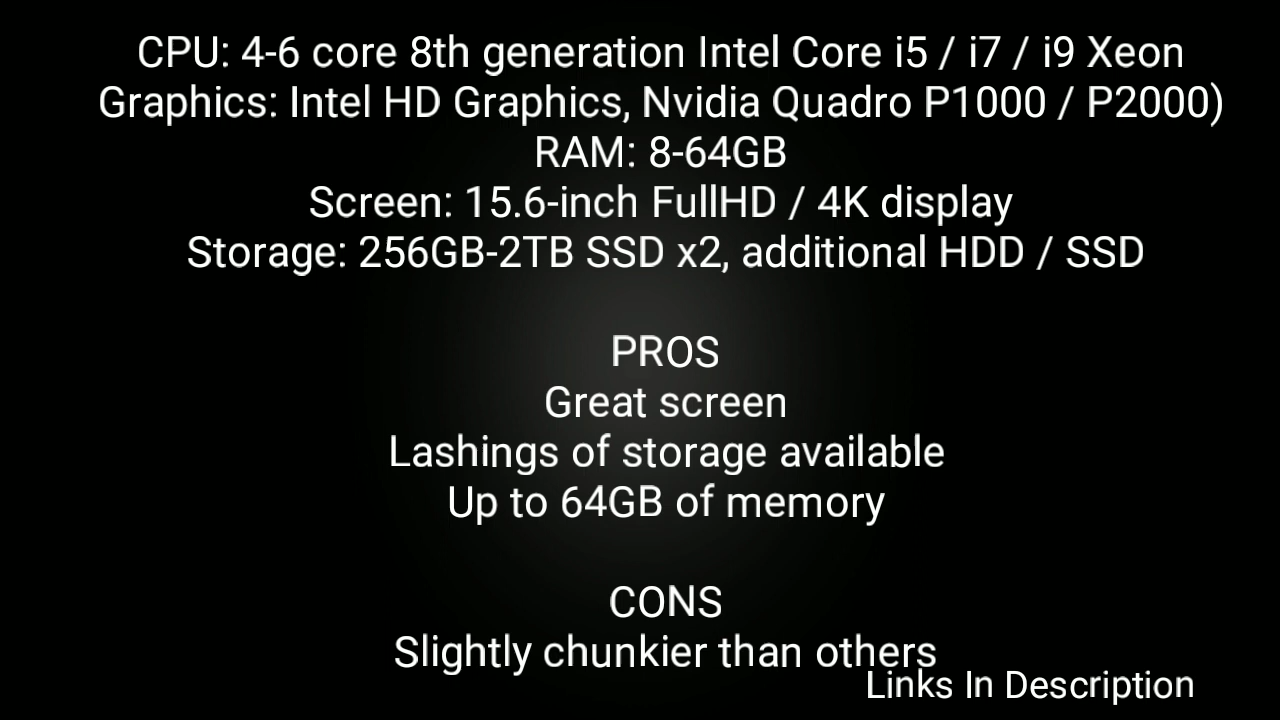 CPU: 4-6 core 8th generation Intel Core i5 / i7 / i9 Xeon
Graphics: Intel HD Graphics, Nvidia Quadro P1000 / P2000)
RAM: 8-64GB
Screen: 15.6-inch FullHD / 4K display
Storage: 256GB-2TB SSD x2, additional HDD / SSD
PROS
Great screen
Lashings of storage available
Up to 64GB of memory
CONS
Slightly chunkier than others
Links In Description